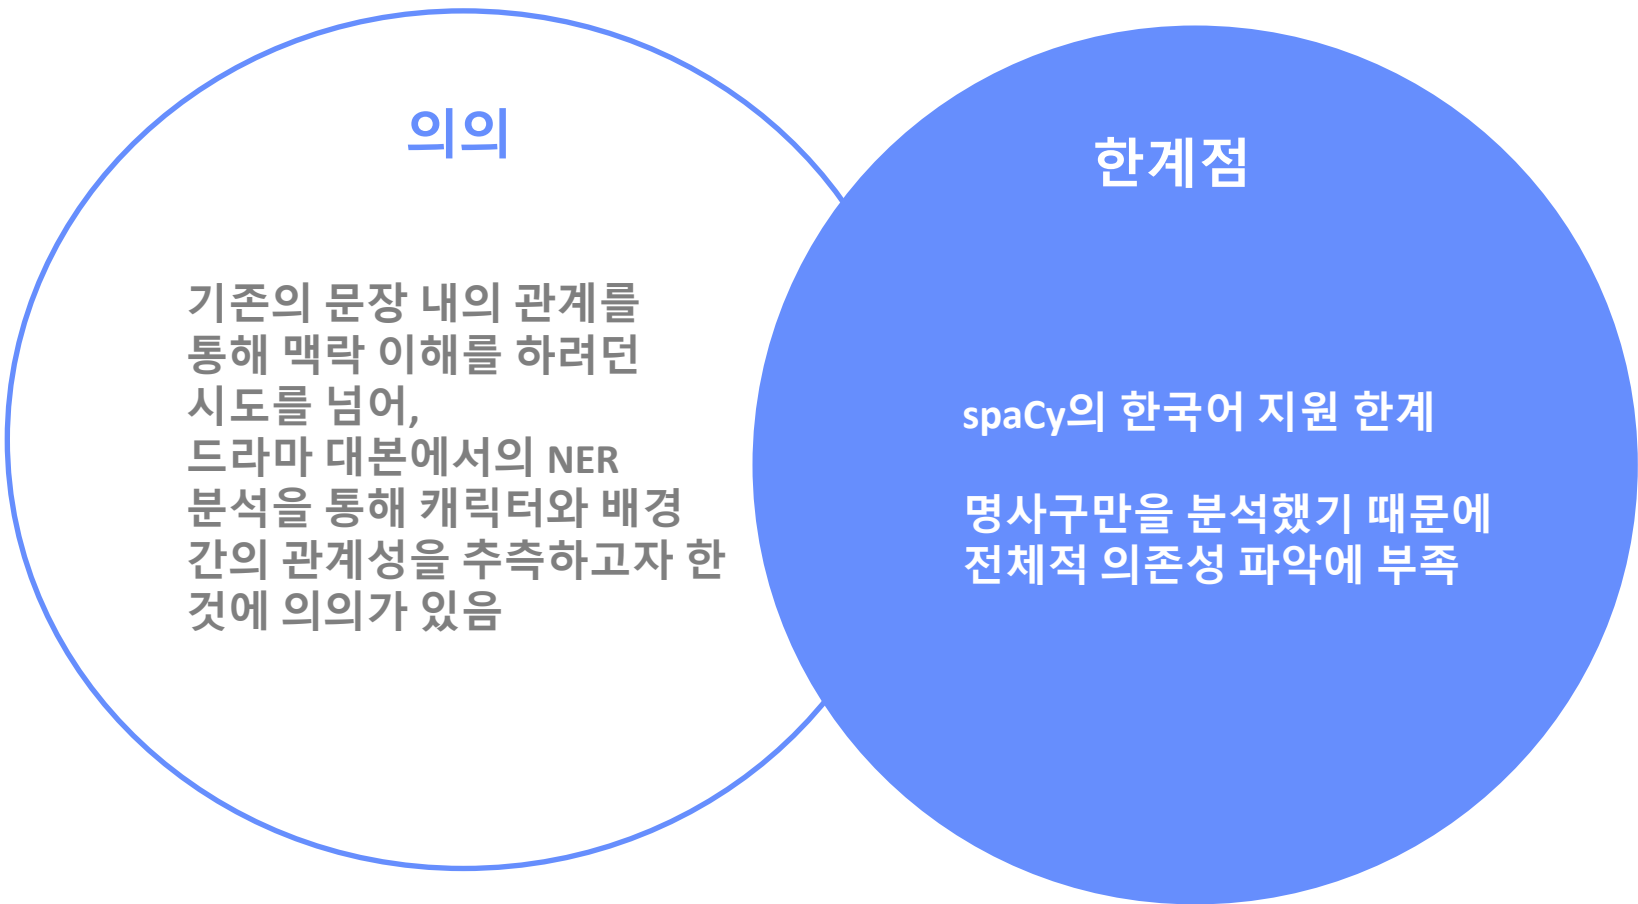 의의
기존의 문장 내의 관계를
통해 맥락 이해를 하려던
시도를 넘어,
드라마 대본에서의 NER
분석을 통해 캐릭터와 배경
간의 관계성을 추측하고자 한
것에 의의가 있음
한계점
spaCy의 한국어 지원 한계
명사구만을 분석했기 때문에
전체적 의존성 파악에 부족